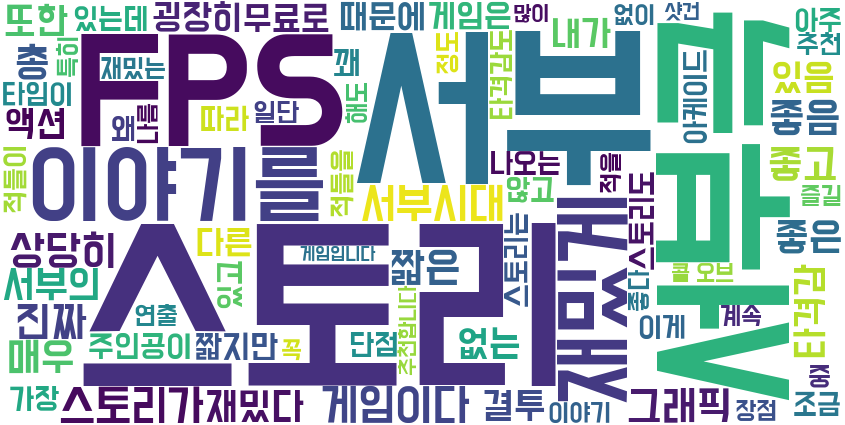 또한
있는데
굉장히
무료로
때문에
게임은
많이
없이
샷건
아주
추천
총
특히
FPS
재밌는
꽤
서부
정도
타격감도
내가
돈
아케이드
있음
타임이
왜
나름
따라
일단
해도
좋음
액션
적들이
이야기를
적들을
서부시대
나오는
않고
적을
스토리도
받고
좋고
즐길
상당히
다른
게임입니다
짧은
스토리는
재밌게
좋은
서부의
있고
스토리
좋다
콜
오브
타격감
진짜
연출
추천합니다
이게
계속
매우
주인공이
짧지만
꼭
단점
없는
중
가장
스토리가
재밌다
게임이다
결투
이야기
그래픽
장점
조금